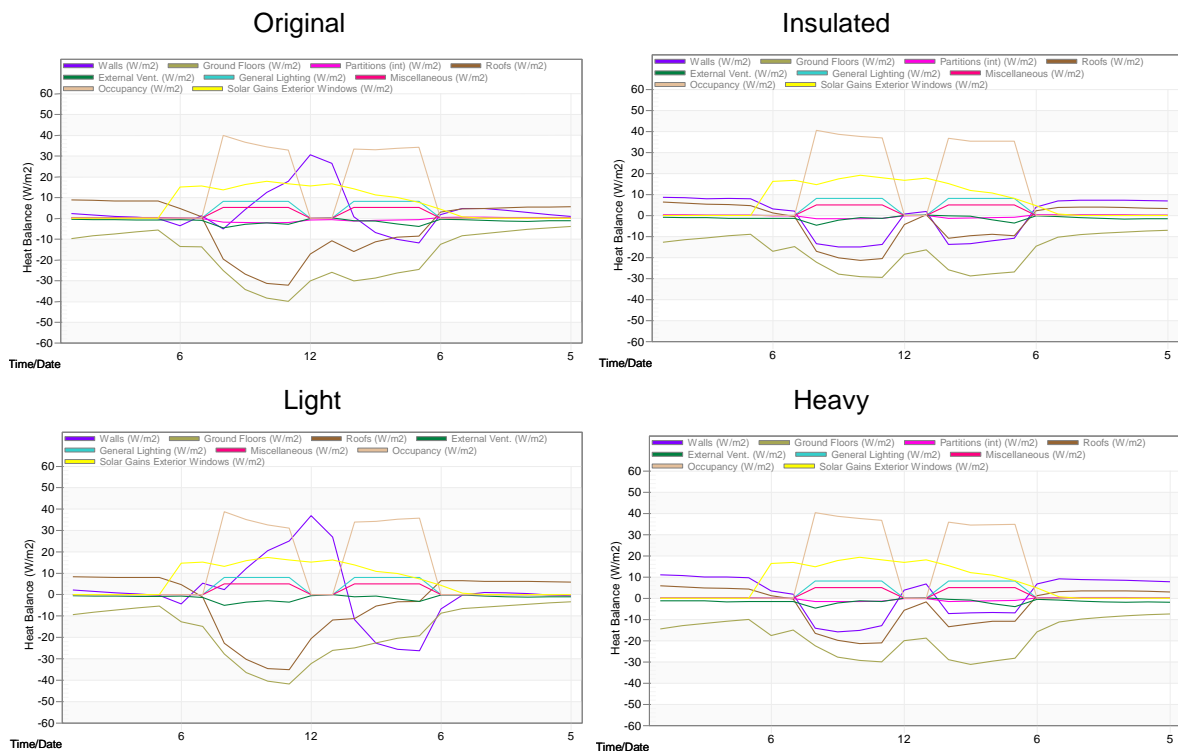 Original
Walls (W/m2) Ground Floors (W/m2) Partitions (int) (W/m2) Roofs (W/m2)
External Vent. (W/m2) General Lighting (W/m2) Miscellaneous (W/m2)
Occupancy (W/m2) Solar Gains Exterior Windows (W/m2)
Heat Balance (W/m2)
60
50
40
30
20
10
0
-10
-20
-30
-40
-50
-60
6 12 6 5
Time/Date
Insulated
Walls (W/m2) Ground Floors (W/m2) Partitions (int) (W/m2) Roofs (W/m2)
External Vent. (W/m2) General Lighting (W/m2) Miscellaneous (W/m2)
Occupancy (W/m2) Solar Gains Exterior Windows (W/m2)
Heat Balance (W/m2)
60
50
40
30
20
10
0
-10
-20
-30
-40
-50
-60
6 12 6 5
Time/Date
Light
Walls (W/m2) Ground Floors (W/m2) Roofs (W/m2) External Vent. (W/m2)
General Lighting (W/m2) Miscellaneous (W/m2) Occupancy (W/m2)
Solar Gains Exterior Windows (W/m2)
Heat Balance (W/m2)
60
50
40
30
20
10
0
-10
-20
-30
-40
-50
-60
6 12 6 5
Time/Date
Heavy
Walls (W/m2) Ground Floors (W/m2) Partitions (int) (W/m2) Roofs (W/m2)
External Vent. (W/m2) General Lighting (W/m2) Miscellaneous (W/m2)
Occupancy (W/m2) Solar Gains Exterior Windows (W/m2)
Heat Balance (W/m2)
60
50
40
30
20
10
0
-10
-20
-30
-40
-50
-60
6 12 6 5
Time/Date